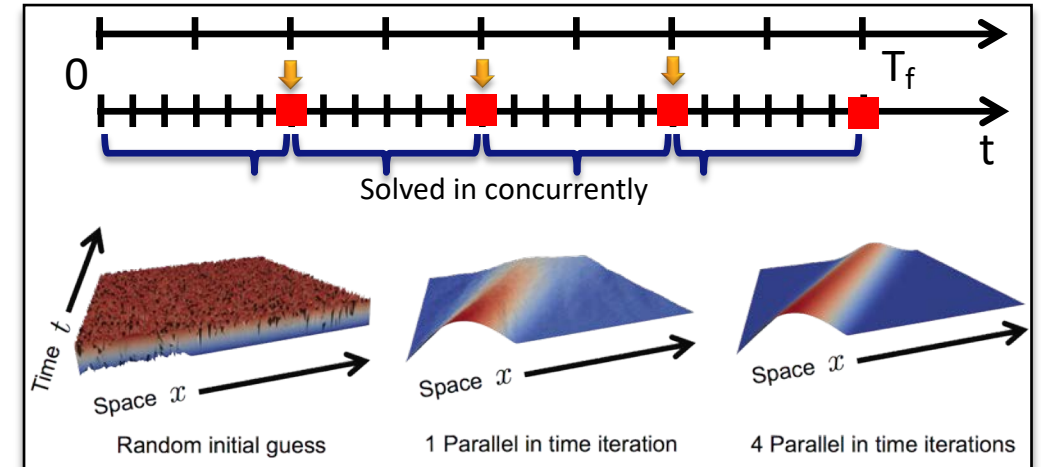 0
T_f
t
Solved in concurrently
Time t
Space x
Space x
Space x
Random initial guess
1 Parallel in time iteration
4 Parallel in time iterations